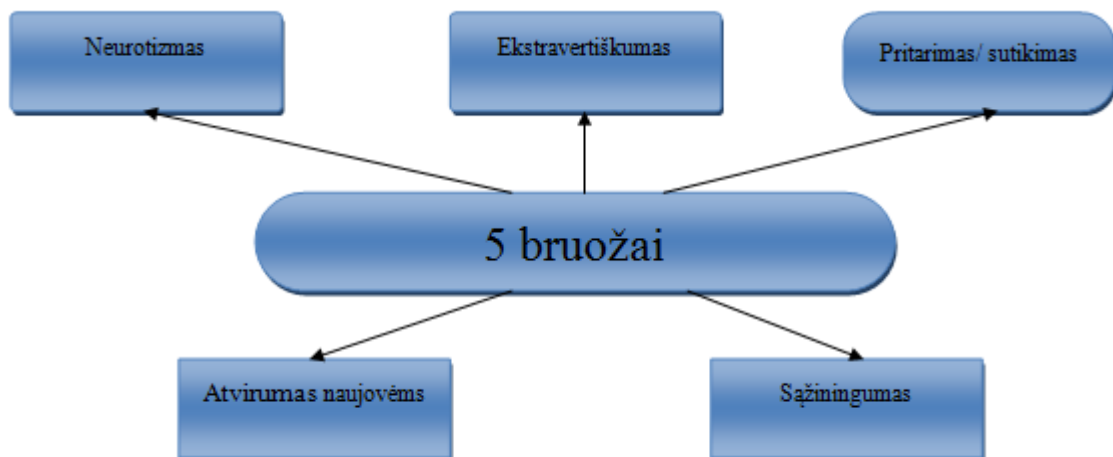 Neurotizmas
Ekstravertiškumas
Pritarimas/ sutikimas
5 bruožai
Atvirumas naujovėms
Sąžiningumas